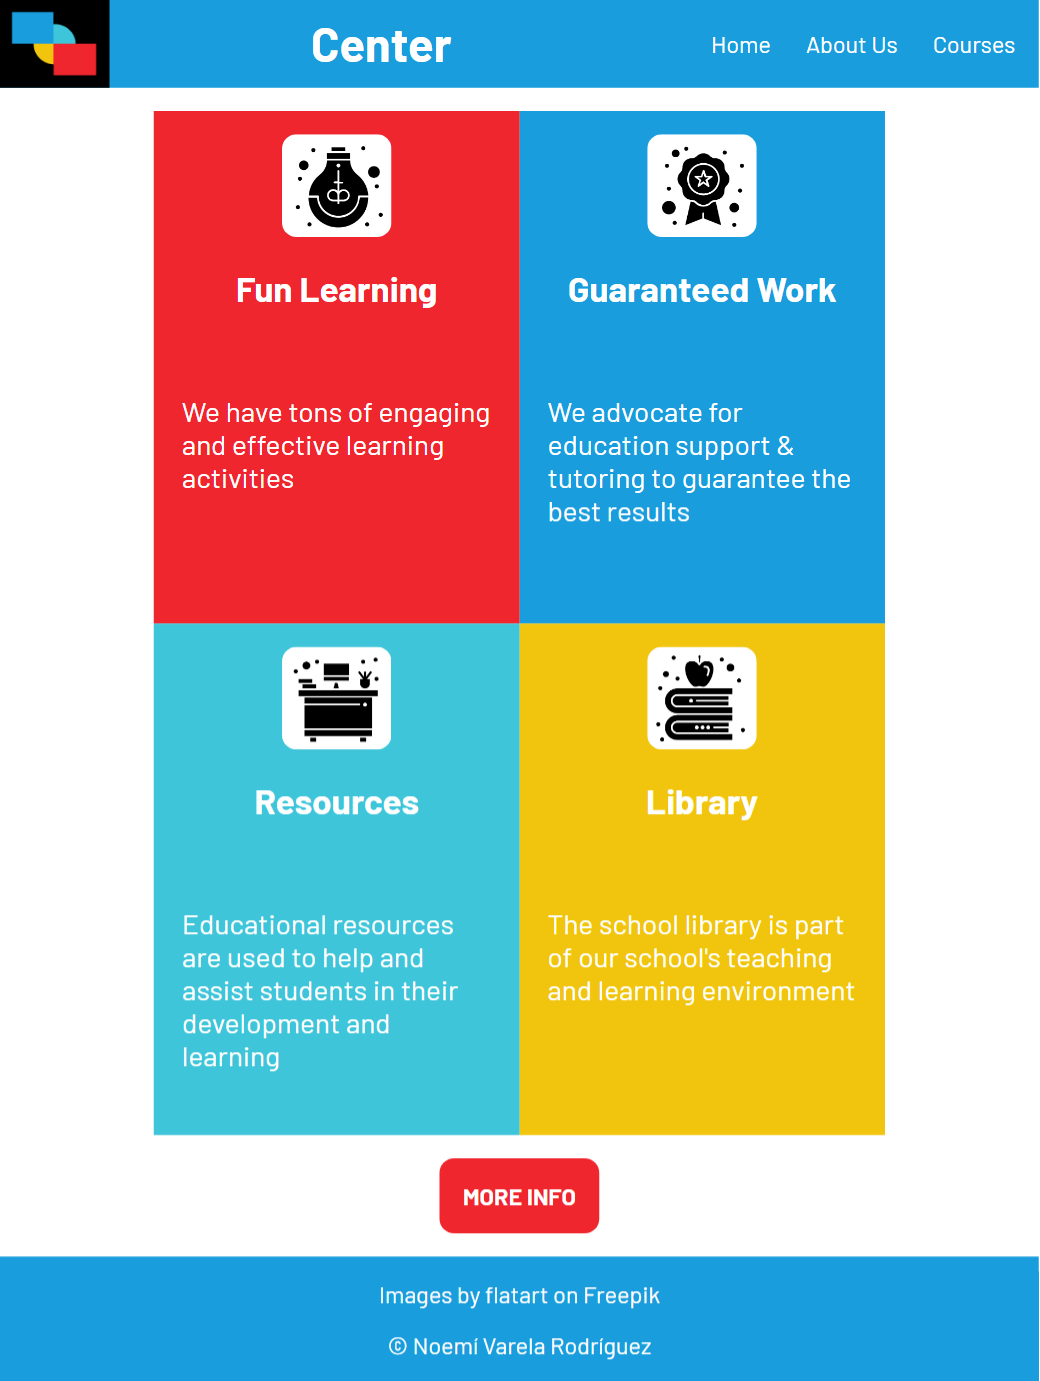 Center
Home
About Us
Courses
Fun Learning
We have tons of engaging
and effective learning
activities
Guaranteed Work
We advocate for
education support &
tutoring to guarantee the
best results
Resources
Educational resources
are used to help and
assist students in their
development and
learning
Library
The school library is part
of our school's teaching
and learning environment
MORE INFO
Images by flatart on Freepik
© Noemí Varela Rodríguez